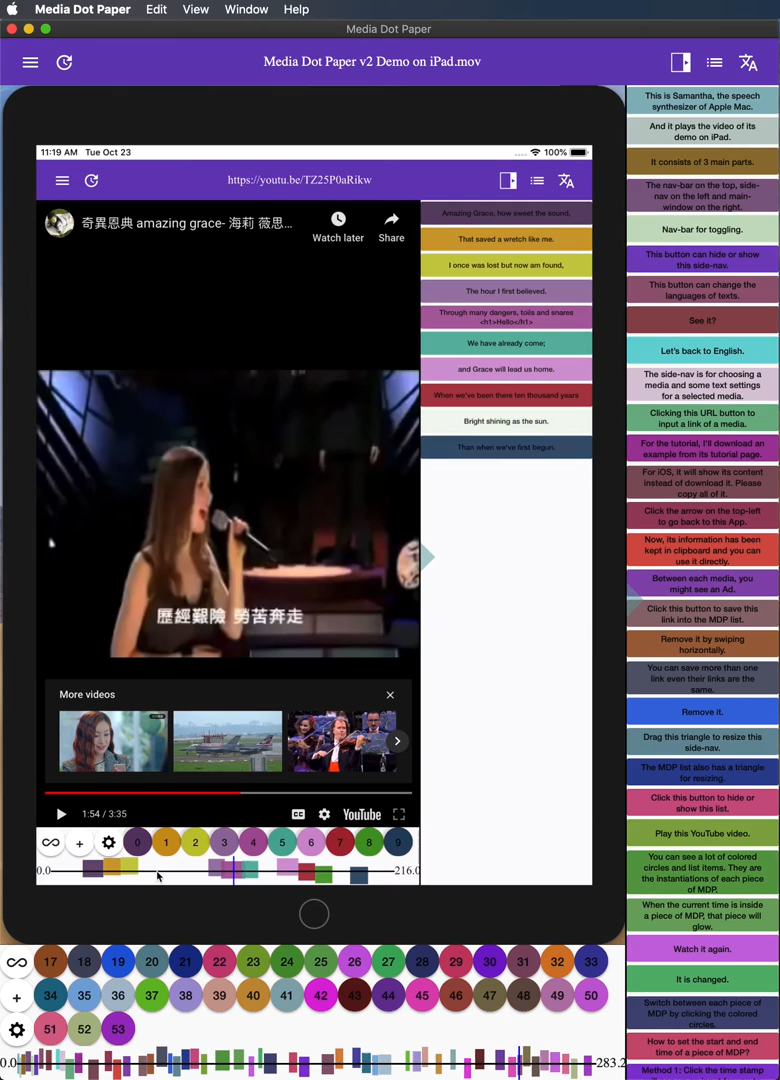 Media Dot Paper Edit View Window Help
Media Dot Paper
Media Dot Paper v2 Demo on iPad.mov
11:19 AM Tue Oct 23
100%
https://youtu.be/TZ25P0aRikw
奇異恩典 amazing grace- 海莉 薇思...
Watch later
Share
歷經艱險 勞苦奔走
More videos
1:54 / 3:35
CC
YouTube
+ 0 1 2 3 4 5 6 7 8 9
0.0
216.0
Amazing Grace, how sweet the sound,
That saved a wretch like me.
I once was lost but now am found,
The hour I first believed.
Through many dangers, toils and snares
<h1>Hello</h1>
We have already come;
and Grace will lead us home.
When we've been there ten thousand years
Bright shining as the sun.
Than when we've first begun.
17 18 19 20 21 22 23 24 25 26 27 28 29 30 31 32 33
+ 34 35 36 37 38 39 40 41 42 43 44 45 46 47 48 49 50
51 52 53
0.0
283.2
This is Samantha, the speech
synthesizer of Apple Mac.
And it plays the video of its
demo on iPad.
It consists of 3 main parts.
The nav-bar on the top, side-
nav on the left and main-
window on the right.
Nav-bar for toggling.
This button can hide or show
this side-nav.
This button can change the
languages of texts.
See it?
Let's back to English.
The side-nav is for choosing a
media and some text settings
for a selected media.
Clicking this URL button to
input a link of a media.
For the tutorial, I'll download an
example from its tutorial page.
For iOS, it will show its content
instead of download it. Please
copy all of it.
Click the arrow on the top-left
to go back to this App.
Now, its information has been
kept in clipboard and you can
use it directly.
Between each media, you
might see an Ad.
Click this button to save this
link into the MDP list.
Remove it by swiping
horizontally.
You can save more than one
link even their links are the
same.
Remove it.
Drag this triangle to resize this
side-nav.
The MDP list also has a triangle
for resizing.
Click this button to hide or
show this list.
Play this YouTube video.
You can see a lot of colored
circles and list items. They are
the instantiations of each piece
of MDP.
When the current time is inside
a piece of MDP, that piece will
glow.
Watch it again.
It is changed.
Switch between each piece of
MDP by clicking the colored
circles.
How to set the start and end
time of a piece of MDP?
Method 1: Click the time stamp